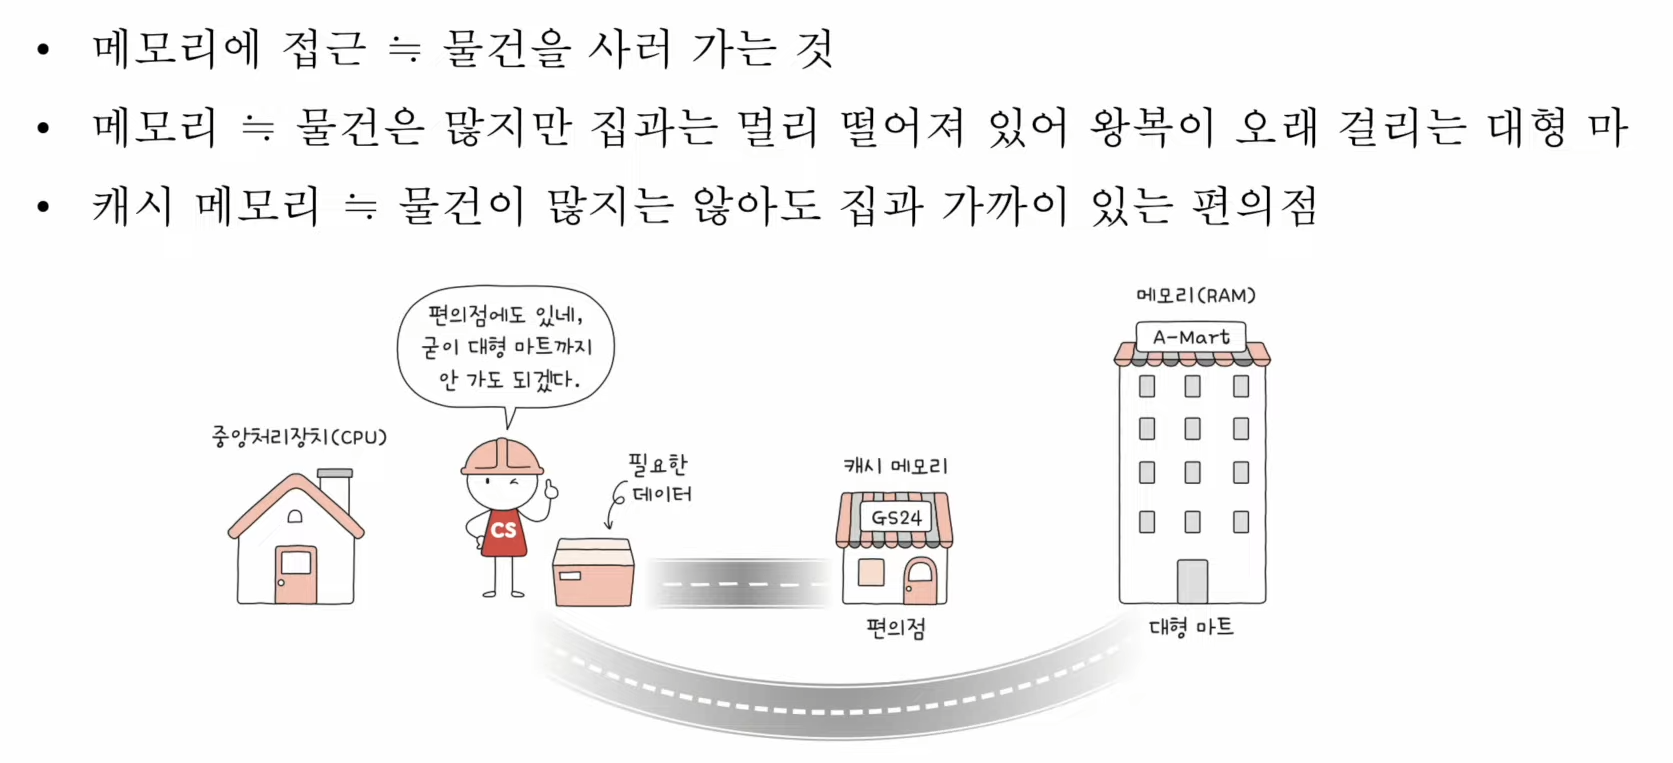 • 메모리에 접근 ≒ 물건을 사러 가는 것
• 메모리 ≒ 물건은 많지만 집과는 멀리 떨어져 있어 왕복이 오래 걸리는 대형 마
• 캐시 메모리 ≒ 물건이 많지는 않아도 집과 가까이 있는 편의점
메모리(RAM)
A-Mart
편의점에도 있네,
굳이 대형 마트까지
안 가도 되겠다.
중앙처리장치(CPU)
필요한
데이터
캐시 메모리
GS24
CS
편의점
대형 마트